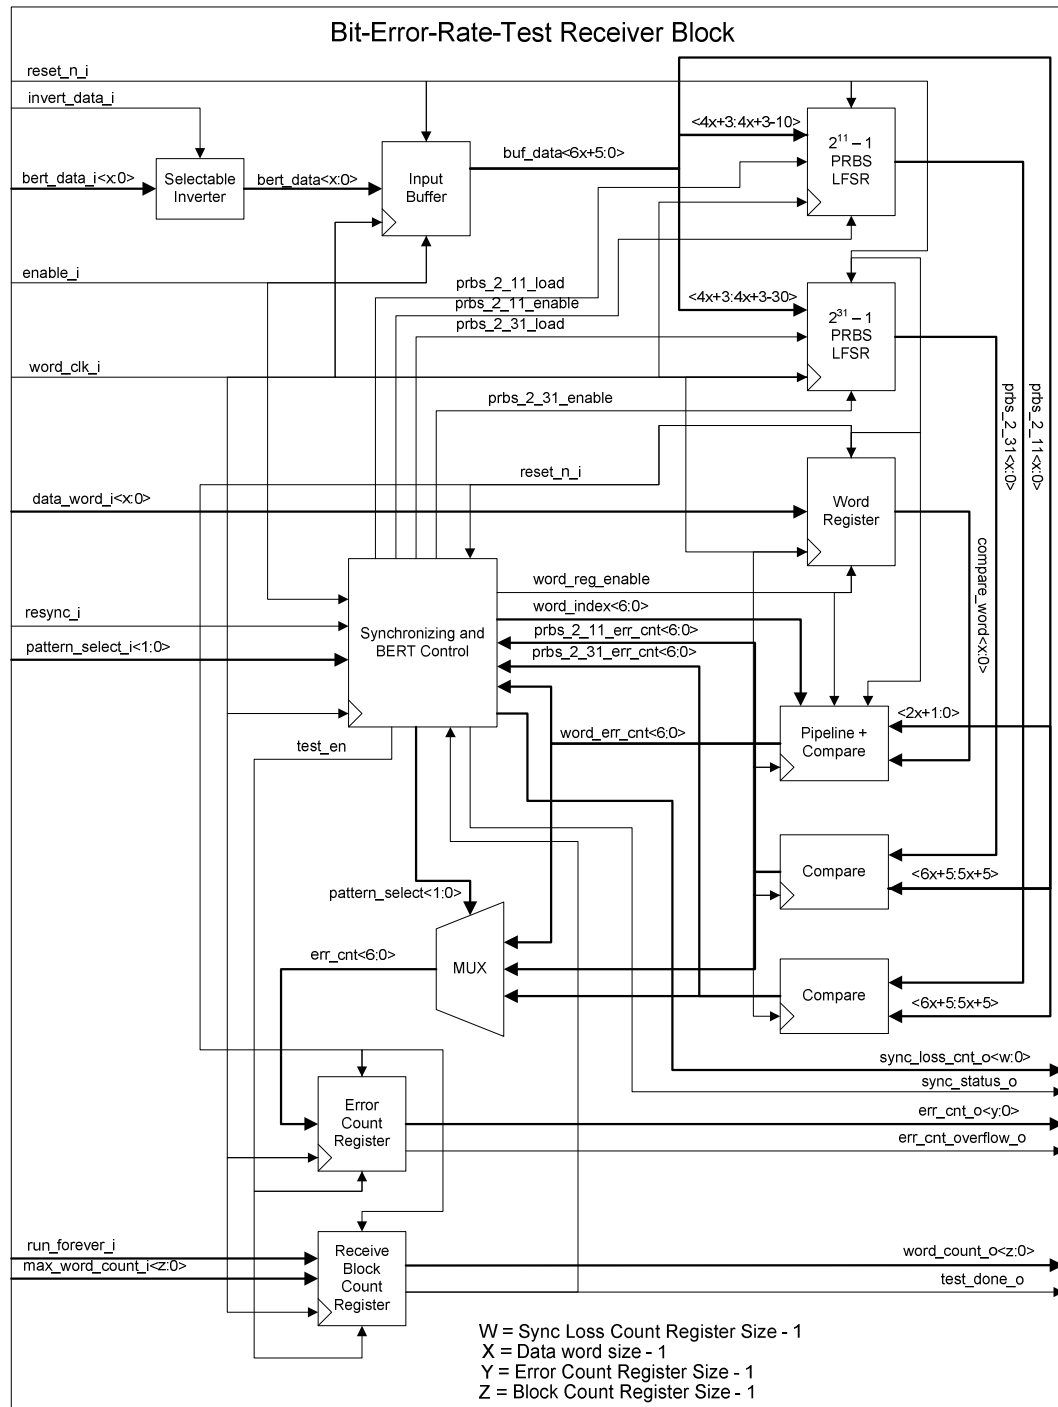 Bit-Error-Rate-Test Receiver Block
reset_n_i
invert_data_i
<4x+3:4x+3-10>
2^11 – 1
PRBS
LFSR
buf_data<6x+5:0>
bert_data_i<x:0>
Selectable
Inverter
bert_data<x:0>
Input
Buffer
enable_i
prbs_2_11_load
prbs_2_11_enable
prbs_2_31_load
<4x+3:4x+3-30>
2^31 – 1
PRBS
LFSR
word_clk_i
prbs_2_31_enable
prbs_2_31<x:0>
prbs_2_11<x:0>
reset_n_i
data_word_i<x:0>
Word
Register
compare_word<x:0>
word_reg_enable
word_index<6:0>
resync_i
Synchronizing and
BERT Control
prbs_2_11_err_cnt<6:0>
pattern_select_i<1:0>
prbs_2_31_err_cnt<6:0>
<2x+1:0>
word_err_cnt<6:0>
Pipeline +
Compare
test_en
Compare
<6x+5:5x+5>
pattern_select<1:0>
err_cnt<6:0>
MUX
Compare
<6x+5:5x+5>
sync_loss_cnt_o<w:0>
sync_status_o
Error
Count
Register
err_cnt_o<y:0>
err_cnt_overflow_o
run_forever_i
max_word_count_i<z:0>
Receive
Block
Count
Register
word_count_o<z:0>
test_done_o
W = Sync Loss Count Register Size - 1
X = Data word size - 1
Y = Error Count Register Size - 1
Z = Block Count Register Size - 1